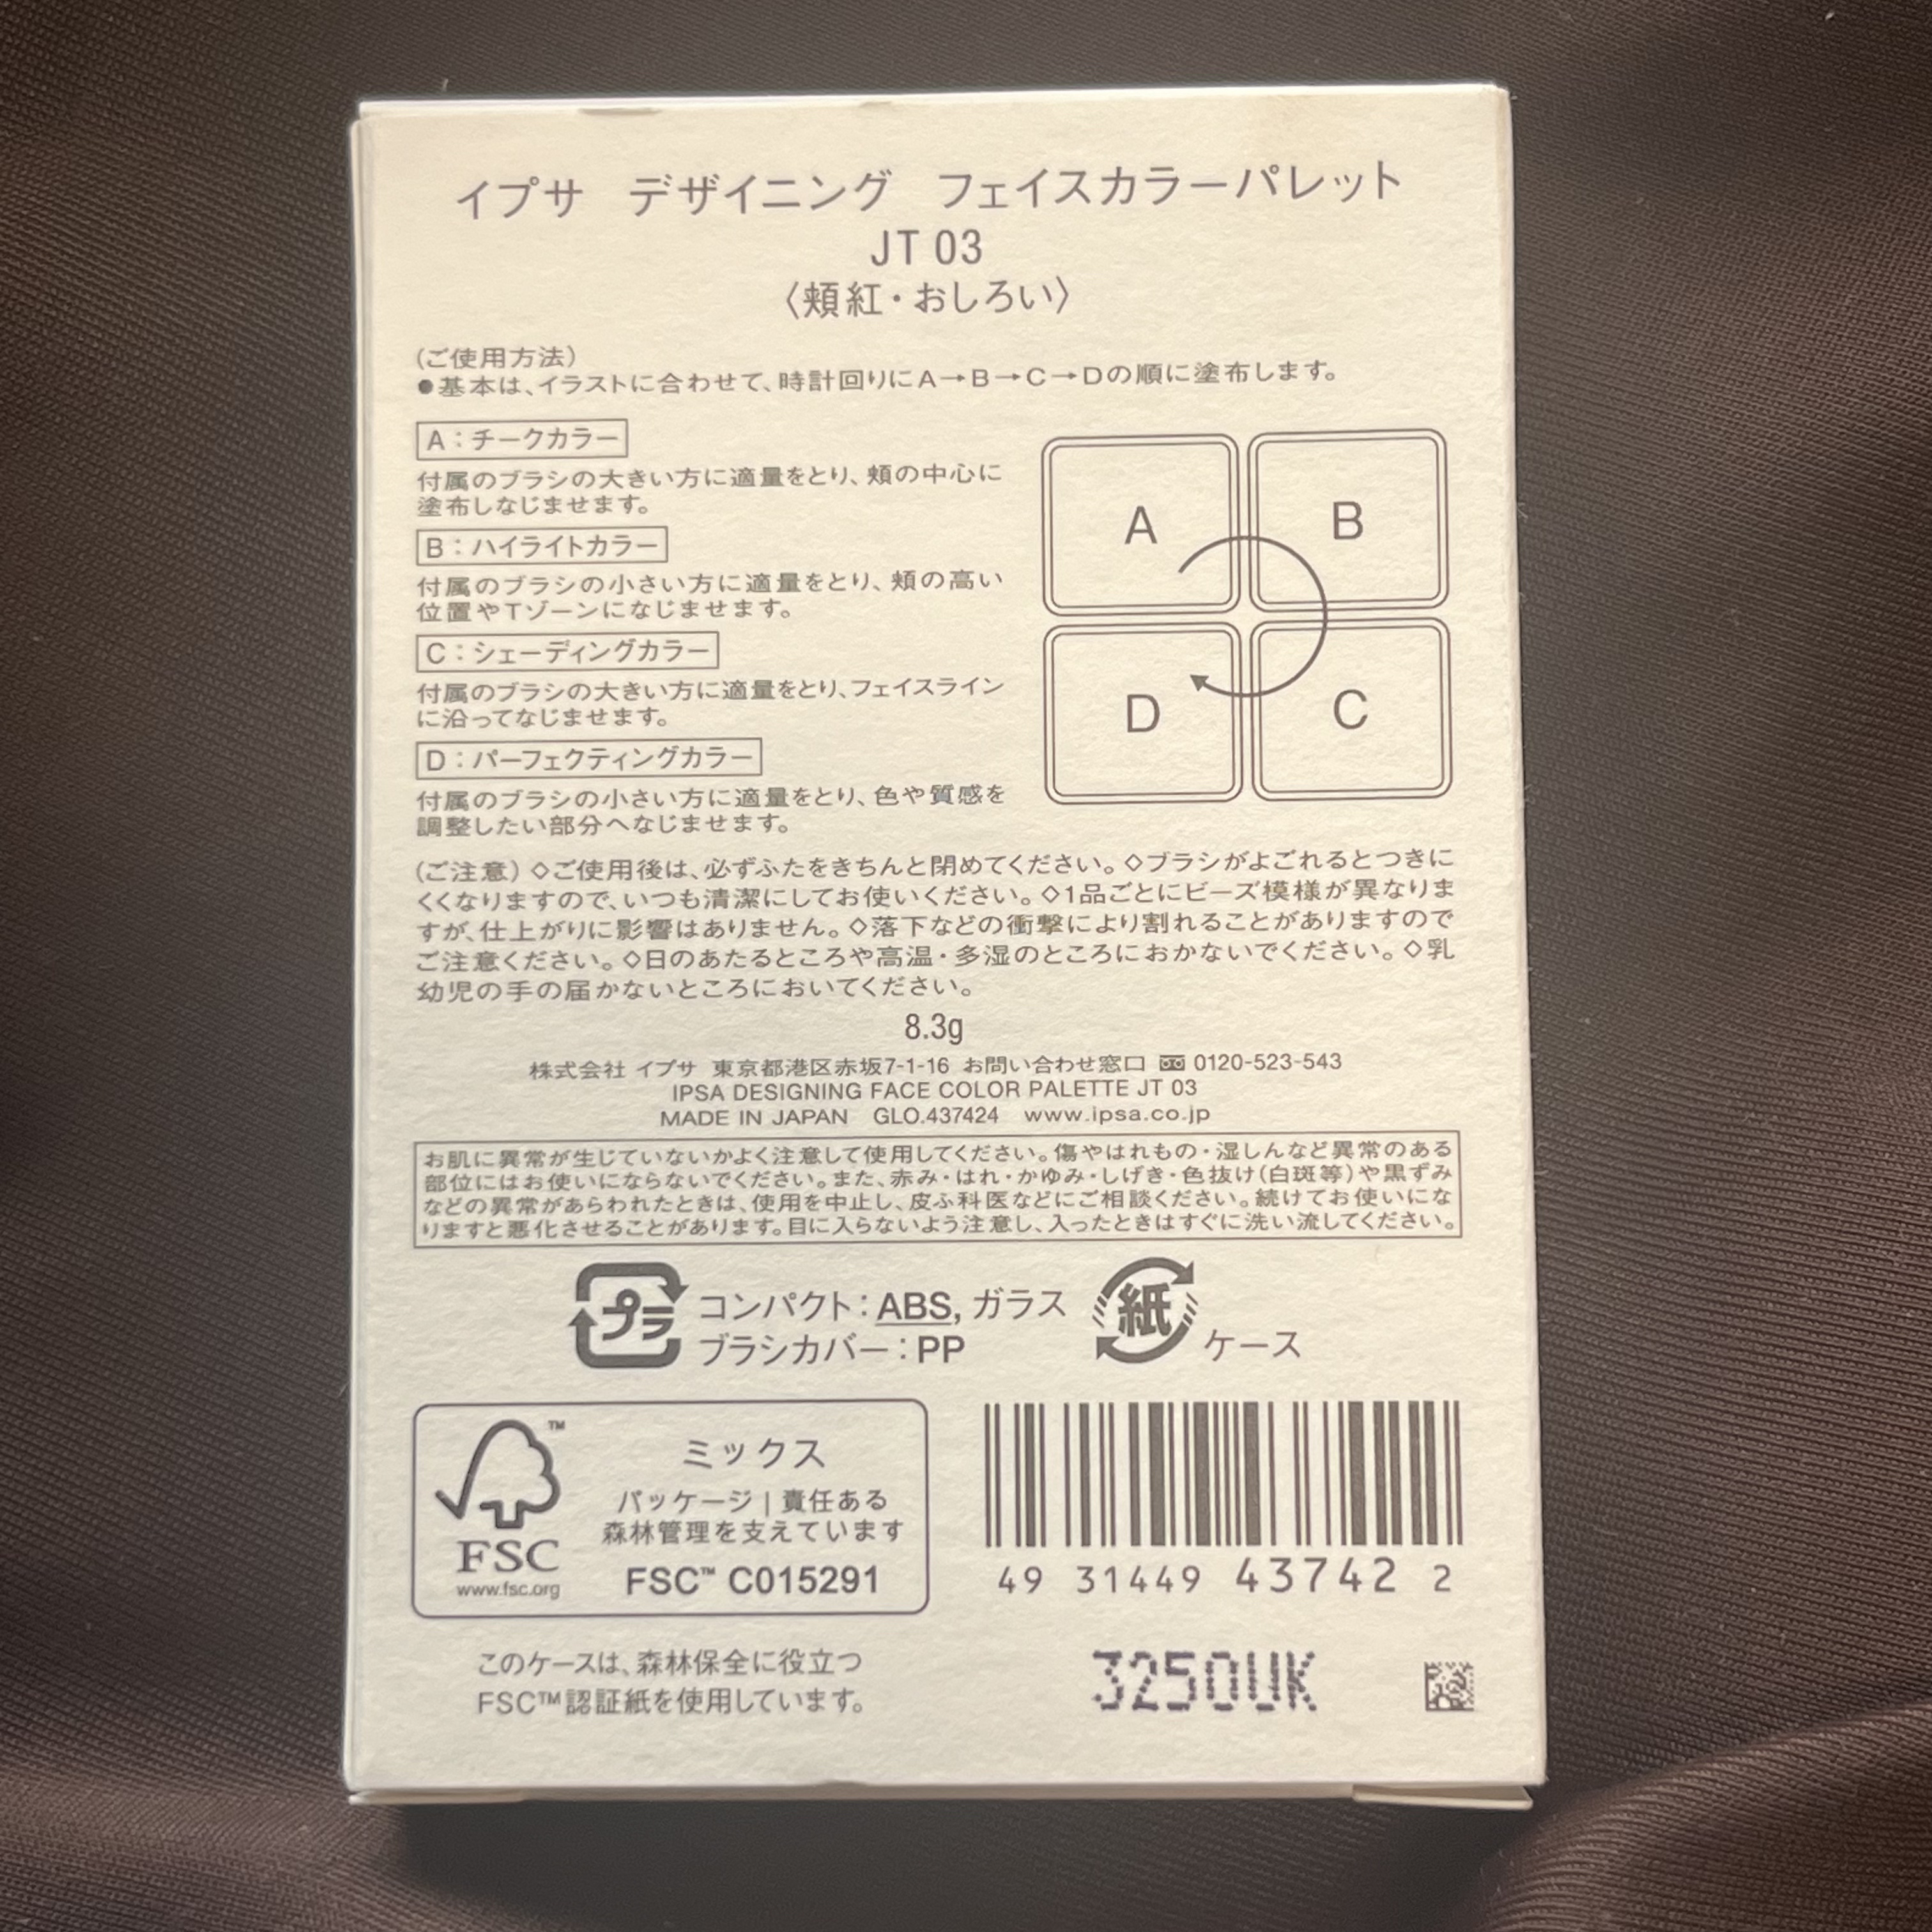 イプサ　デザイニング　フェイスカラーパレット
JT 03
〈頬紅・おしろい〉
(ご使用方法)
●基本は、イラストに合わせて、時計回りにA→B→C→Dの順に塗布します。
A：チークカラー
付属のブラシの大きい方に適量をとり、頬の中心に
塗布しなじませます。
B：ハイライトカラー
付属のブラシの小さい方に適量をとり、頬の高い
位置やTゾーンになじませます。
C：シェーディングカラー
付属のブラシの大きい方に適量をとり、フェイスライン
に沿ってなじませます。
D：パーフェクティングカラー
付属のブラシの小さい方に適量をとり、色や質感を
調整したい部分へなじませます。
A
B
D
C
(ご注意)◇ご使用後は、必ずふたをきちんと閉めてください。◇ブラシがよごれるとつきに
くくなりますので、いつも清潔にしてお使いください。◇1品ごとにビーズ模様が異なりま
すが、仕上がりに影響はありません。◇落下などの衝撃により割れることがありますので
ご注意ください。◇日のあたるところや高温・多湿のところにおかないでください。◇乳
幼児の手の届かないところにおいてください。
8.3g
株式会社 イプサ 東京都港区赤坂7-1-16 お問い合わせ窓口 0120-523-543
IPSA DESIGNING FACE COLOR PALETTE JT 03
MADE IN JAPAN GLO.437424 www.ipsa.co.jp
お肌に異常が生じていないかよく注意して使用してください。傷やはれもの・湿しんなど異常のある
部位にはお使いにならないでください。また、赤み・はれ・かゆみ・しげき・色抜け(白斑等)や黒ずみ
などの異常があらわれたときは、使用を中止し、皮ふ科医などにご相談ください。続けてお使いにな
りますと悪化させることがあります。目に入らないよう注意し、入ったときはすぐに洗い流してください。
プラ
コンパクト：ABS, ガラス
ブラシカバー：PP
紙
ケース
FSC
™
www.fsc.org
ミックス
パッケージ | 責任ある
森林管理を支えています
FSC™ C015291
49 31449 43742 2
このケースは、森林保全に役立つ
FSC™認証紙を使用しています。
3250UK